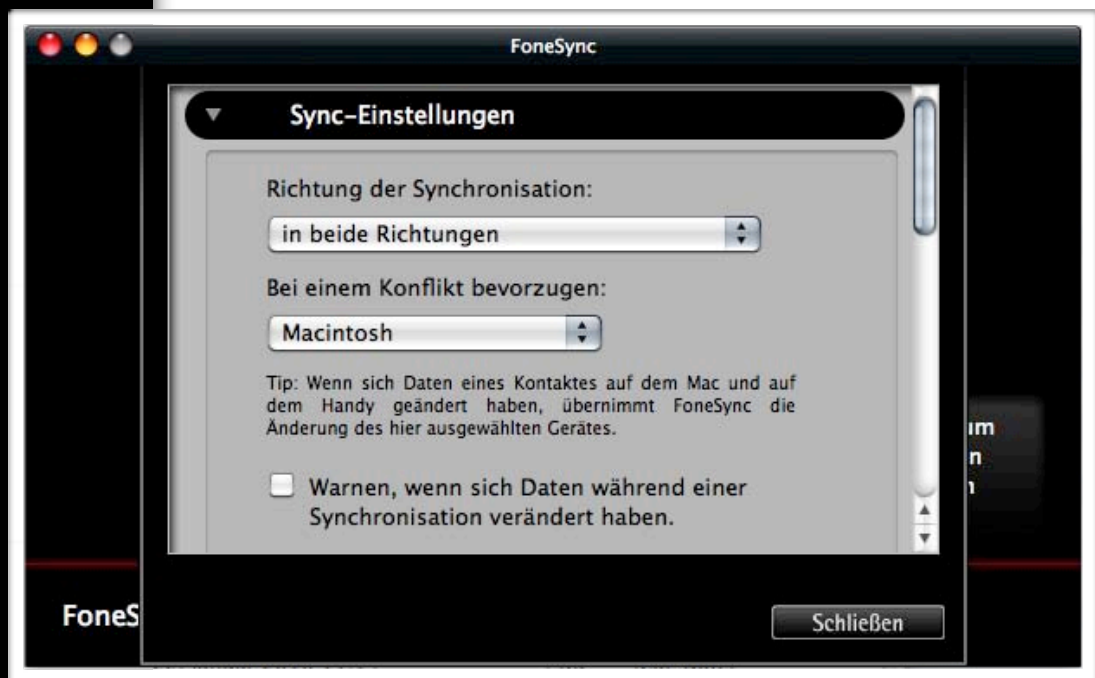 FoneSync
Sync-Einstellungen
Richtung der Synchronisation:
in beide Richtungen
Bei einem Konflikt bevorzugen:
Macintosh
Tip: Wenn sich Daten eines Kontaktes auf dem Mac und auf
dem Handy geändert haben, übernimmt FoneSync die
Änderung des hier ausgewählten Gerätes.
Warnen, wenn sich Daten während einer
Synchronisation verändert haben.
um
n
FoneS
Schließen